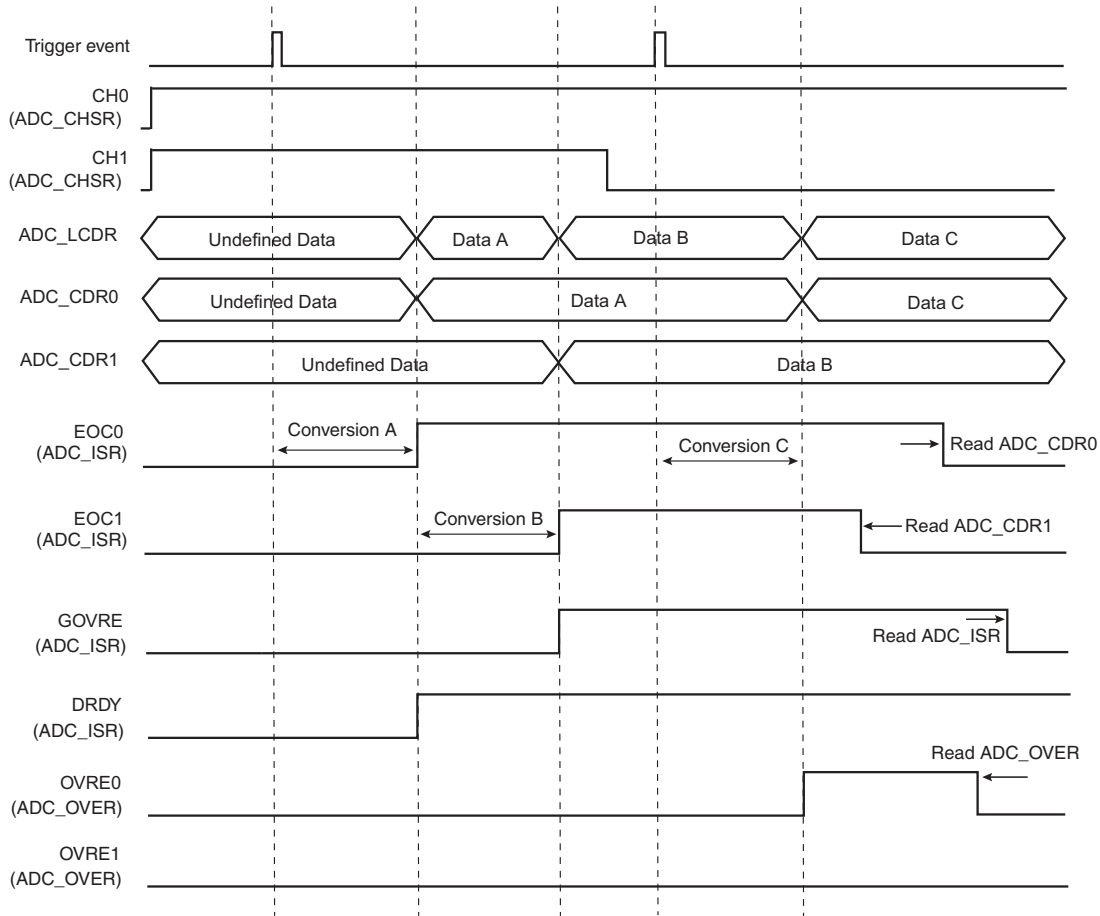 Trigger event
CH0
(ADC_CHSR)
CH1
(ADC_CHSR)
ADC_LCDR
Undefined Data
Data A
Data B
Data C
ADC_CDR0
Undefined Data
Data A
Data C
ADC_CDR1
Undefined Data
Data B
EOC0
(ADC_ISR)
Conversion A
Conversion C
Read ADC_CDR0
EOC1
(ADC_ISR)
Conversion B
Read ADC_CDR1
GOVRE
(ADC_ISR)
Read ADC_ISR
DRDY
(ADC_ISR)
Read ADC_OVER
OVRE0
(ADC_OVER)
OVRE1
(ADC_OVER)